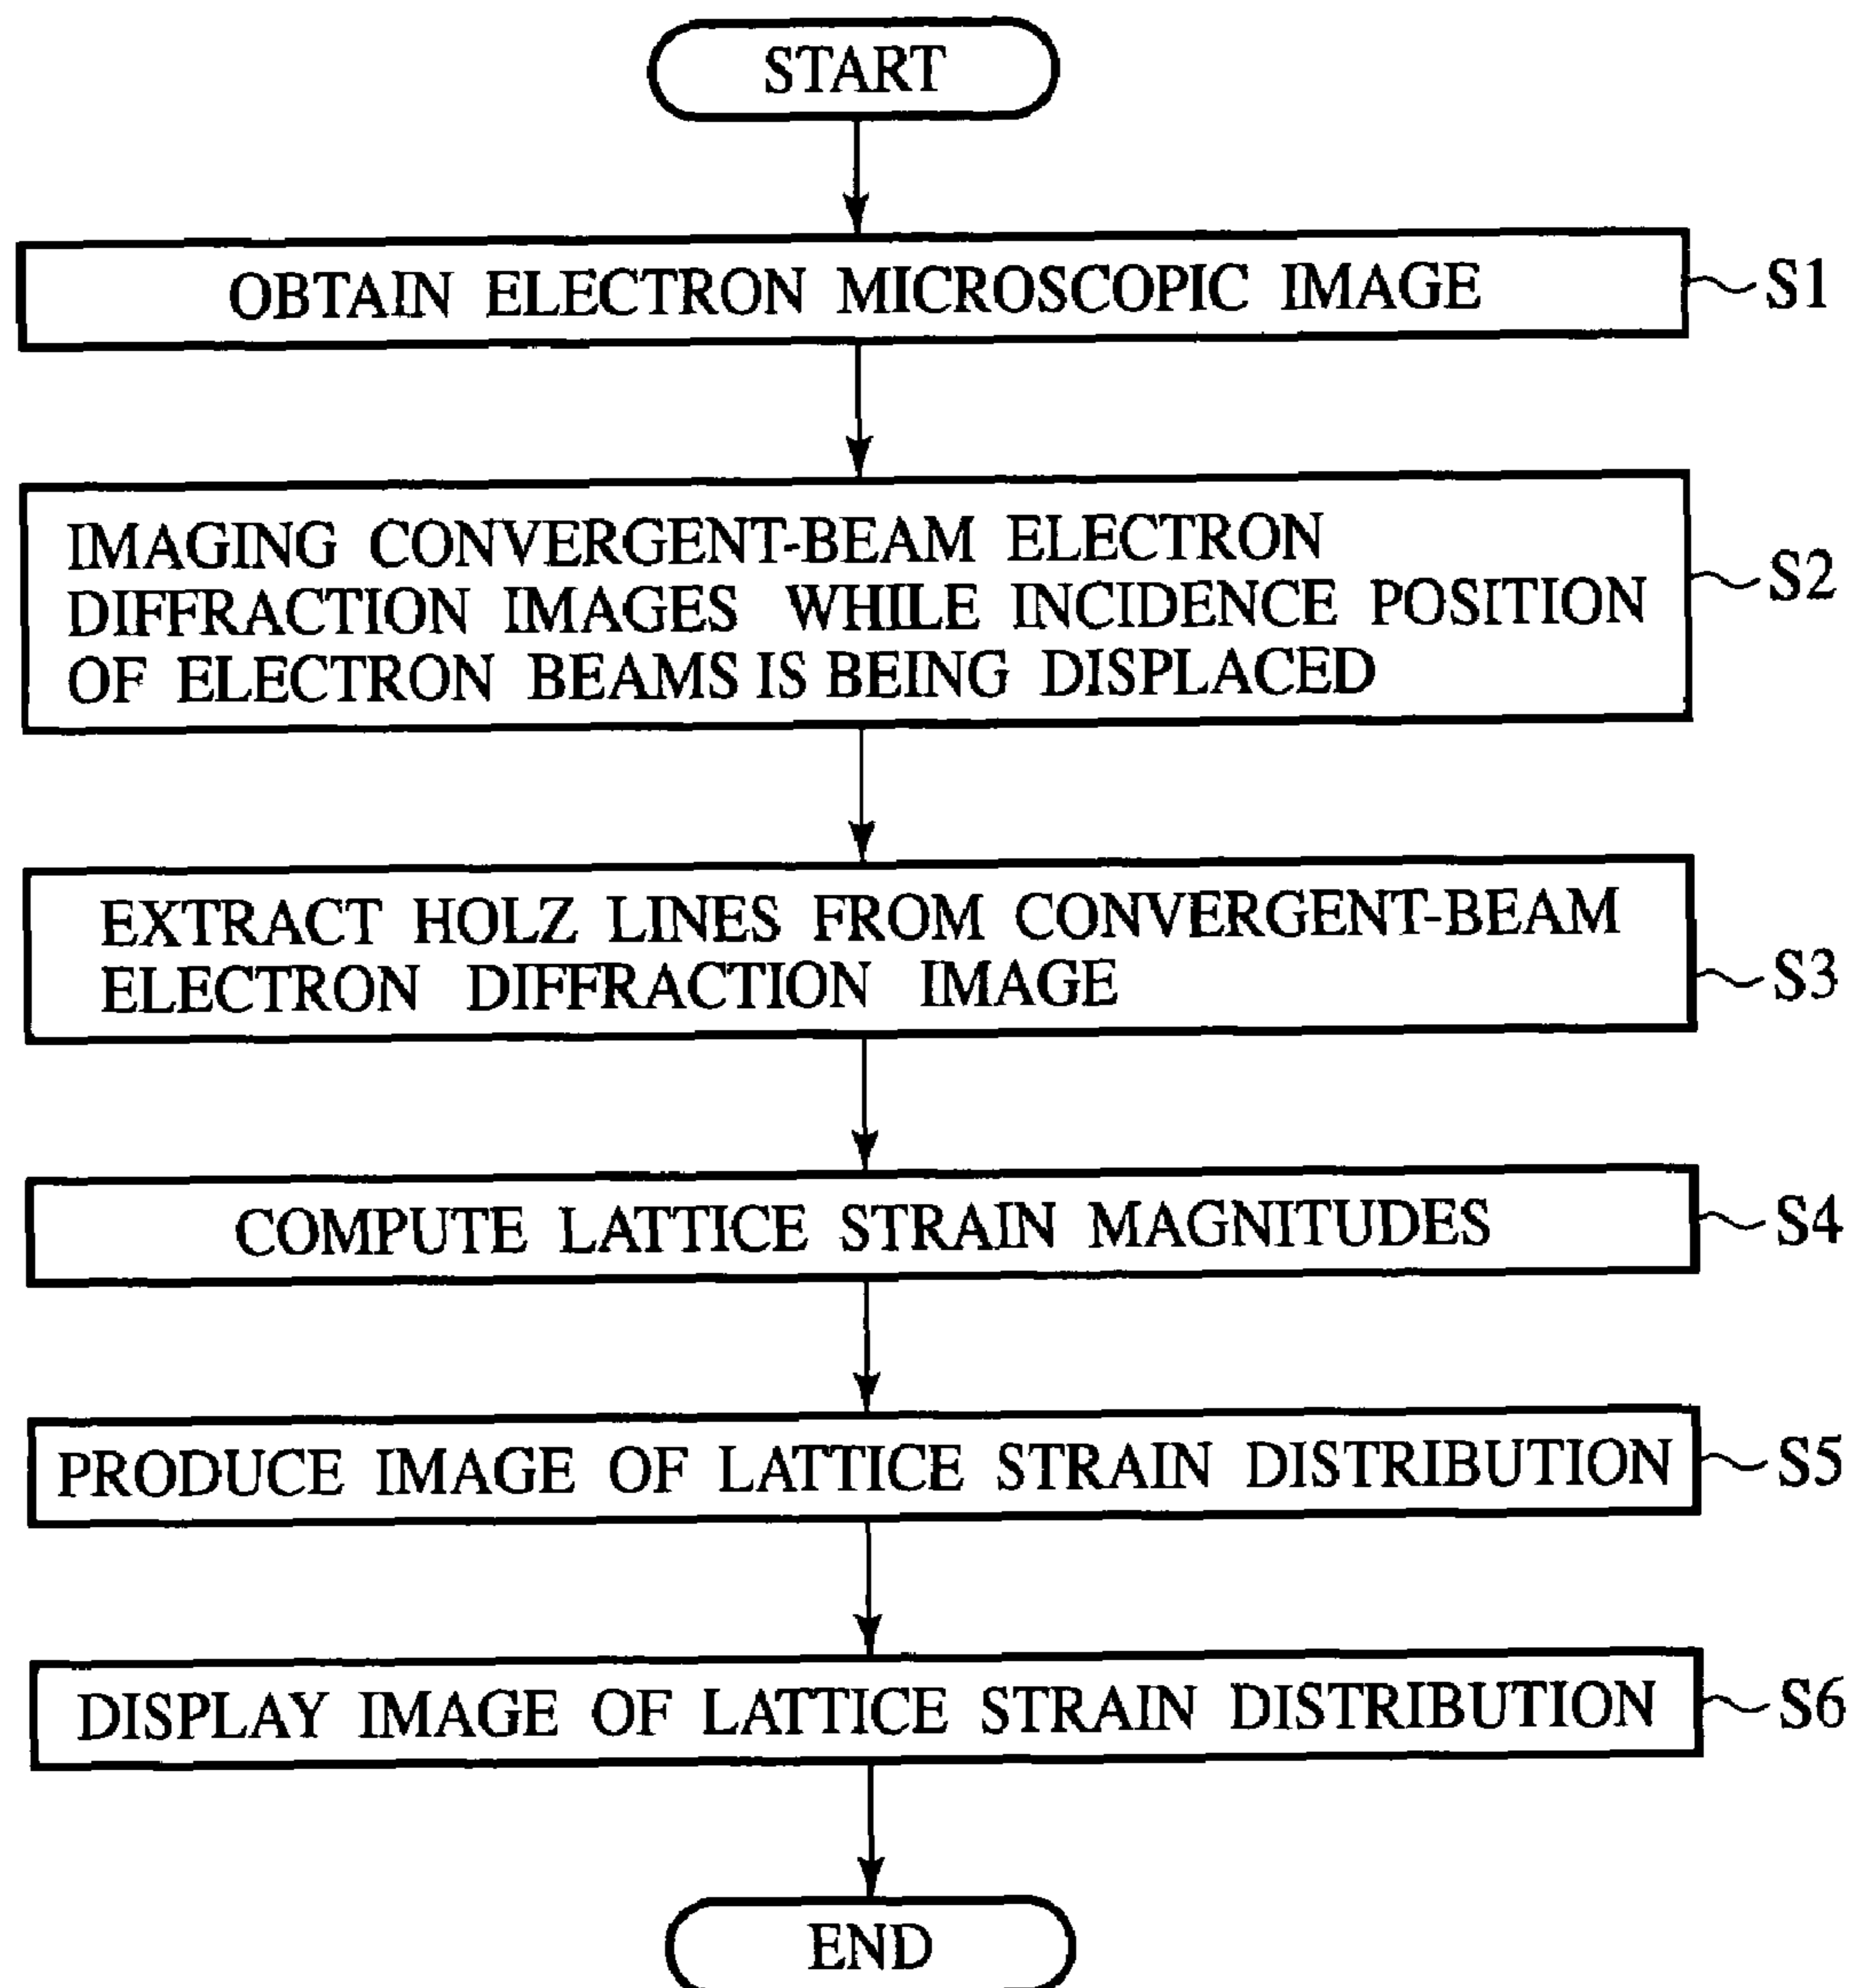 START
OBTAIN ELECTRON MICROSCOPIC IMAGE
S1
IMAGING CONVERGENT-BEAM ELECTRON
DIFFRACTION IMAGES WHILE INCIDENCE POSITION
OF ELECTRON BEAMS IS BEING DISPLACED
S2
EXTRACT HOLZ LINES FROM CONVERGENT-BEAM
ELECTRON DIFFRACTION IMAGE
S3
COMPUTE LATTICE STRAIN MAGNITUDES
S4
PRODUCE IMAGE OF LATTICE STRAIN DISTRIBUTION
S5
DISPLAY IMAGE OF LATTICE STRAIN DISTRIBUTION
S6
END